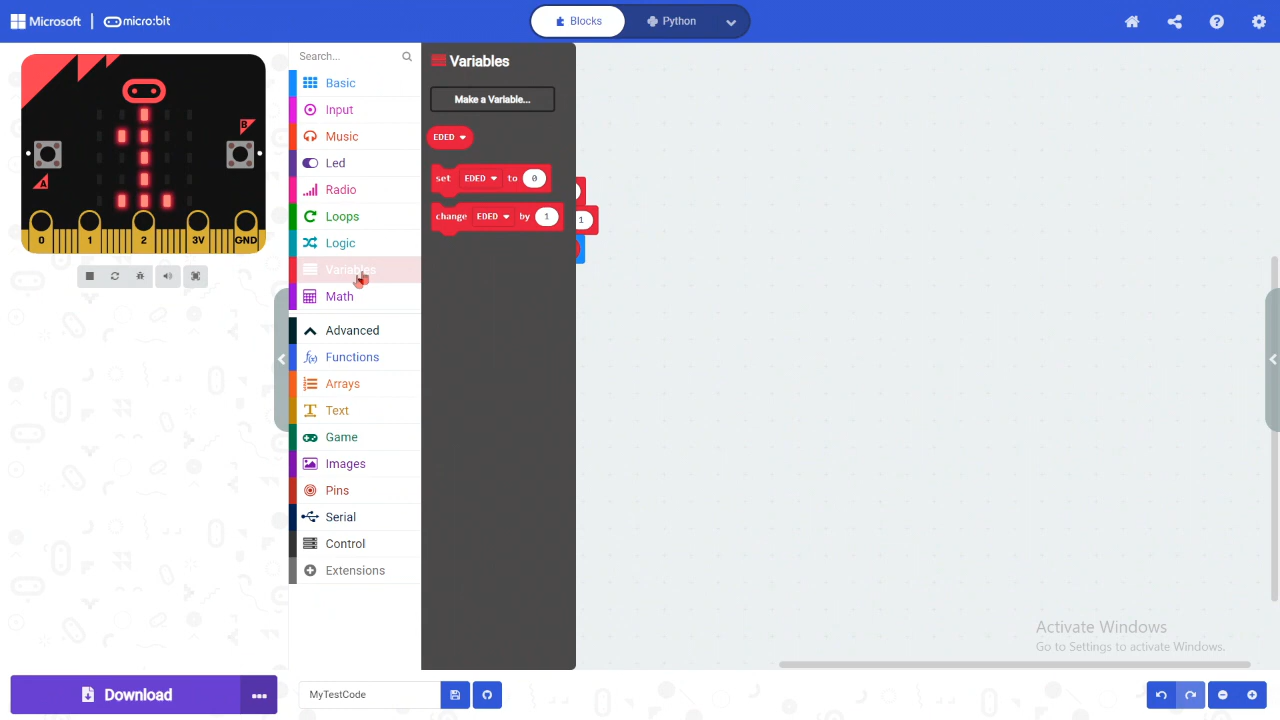 Microsoft
micro:bit
Blocks
Python
Search...
Basic
Input
Music
Led
Radio
Loops
Logic
Variables
Math
Advanced
Functions
Arrays
Text
Game
Images
Pins
Serial
Control
Extensions
Variables
Make a Variable...
EDED
set EDED to 0
change EDED by 1
1
A
B
0 1 2 3V GND
Activate Windows
Go to Settings to activate Windows.
Download
MyTestCode